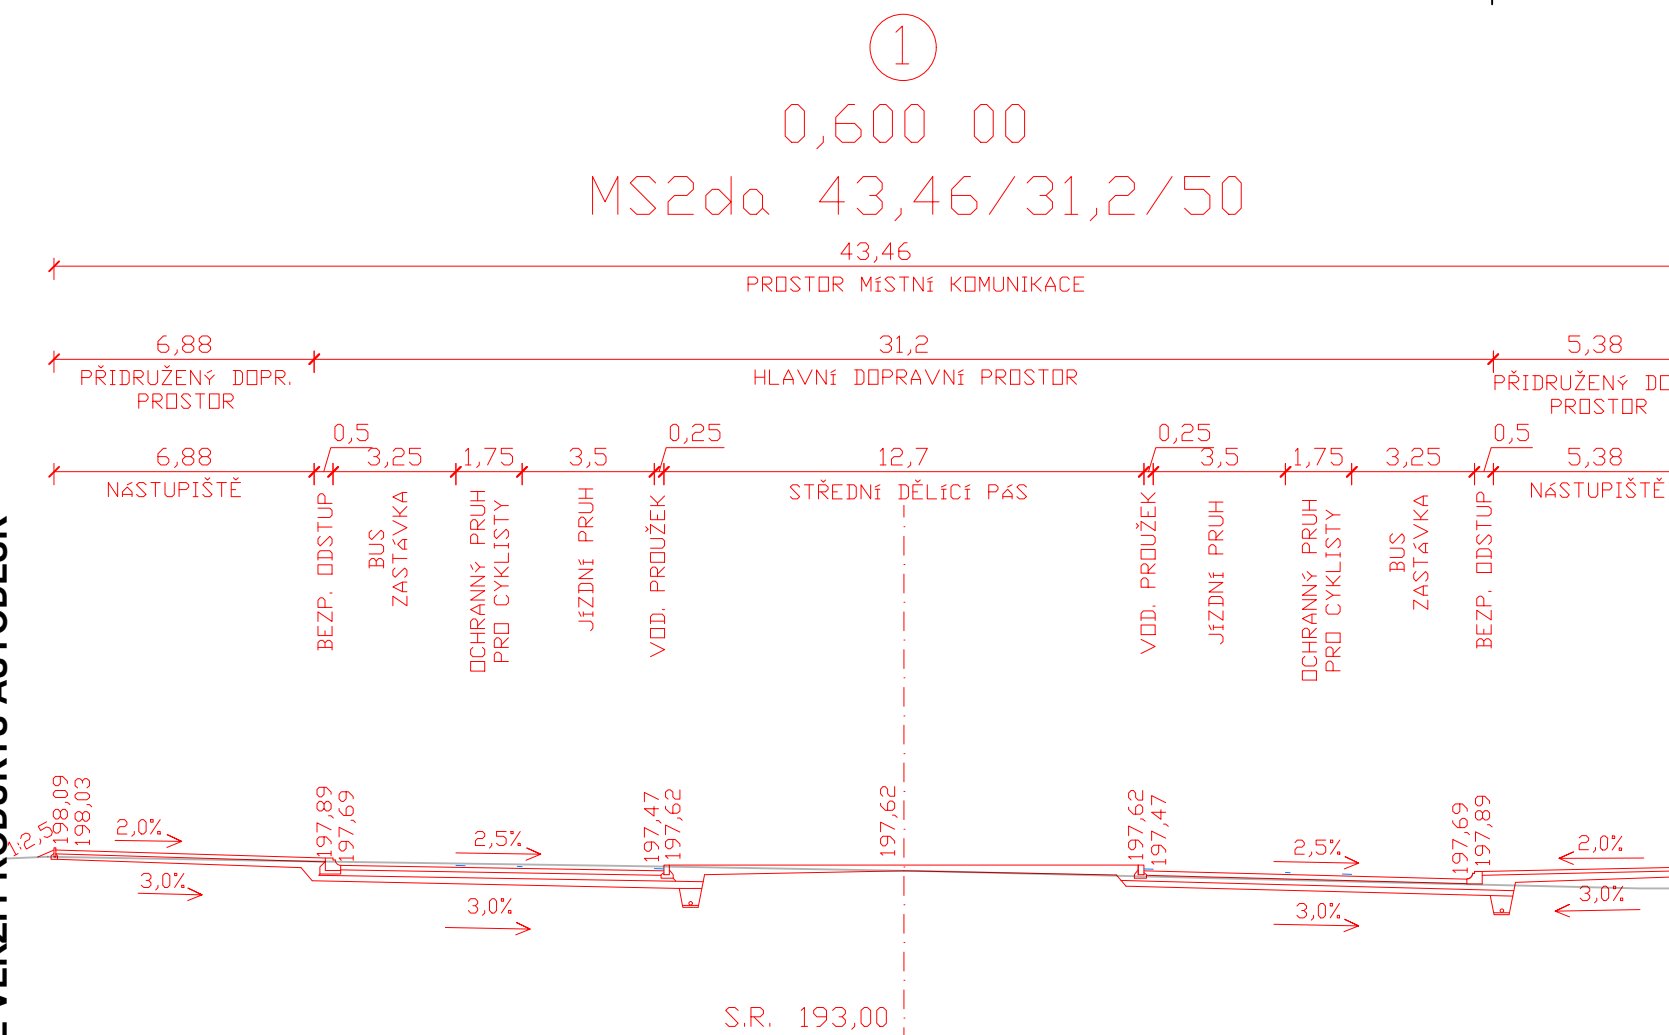 1
0,600 00
MS2da 43,46/31,2/50
43,46
PROSTOR MÍSTNÍ KOMUNIKACE
6,88
31,2
5,38
PŘIDRUŽENÝ DOPR.
PROSTOR
HLAVNÍ DOPRAVNÍ PROSTOR
PŘIDRUŽENÝ DO
PROSTOR
0,5
0,25
0,25
0,5
6,88
3,25
1,75
3,5
12,7
3,5
1,75
3,25
5,38
NÁSTUPIŠTĚ
STŘEDNÍ DĚLÍCÍ PÁS
NÁSTUPIŠTĚ
BEZP. ODSTUP
BUS
ZASTÁVKA
OCHRANNÝ PRUH
PRO CYKLISTY
JÍZDNÍ PRUH
VOD. PROUŽEK
VOD. PROUŽEK
JÍZDNÍ PRUH
OCHRANNÝ PRUH
PRO CYKLISTY
BUS
ZASTÁVKA
BEZP. ODSTUP
1:2,5
198,09
198,03
2,0%
197,89
197,69
2,5%
197,47
197,62
197,62
197,62
197,47
2,5%
197,69
197,89
2,0%
3,0%
3,0%
3,0%
3,0%
S.R. 193,00